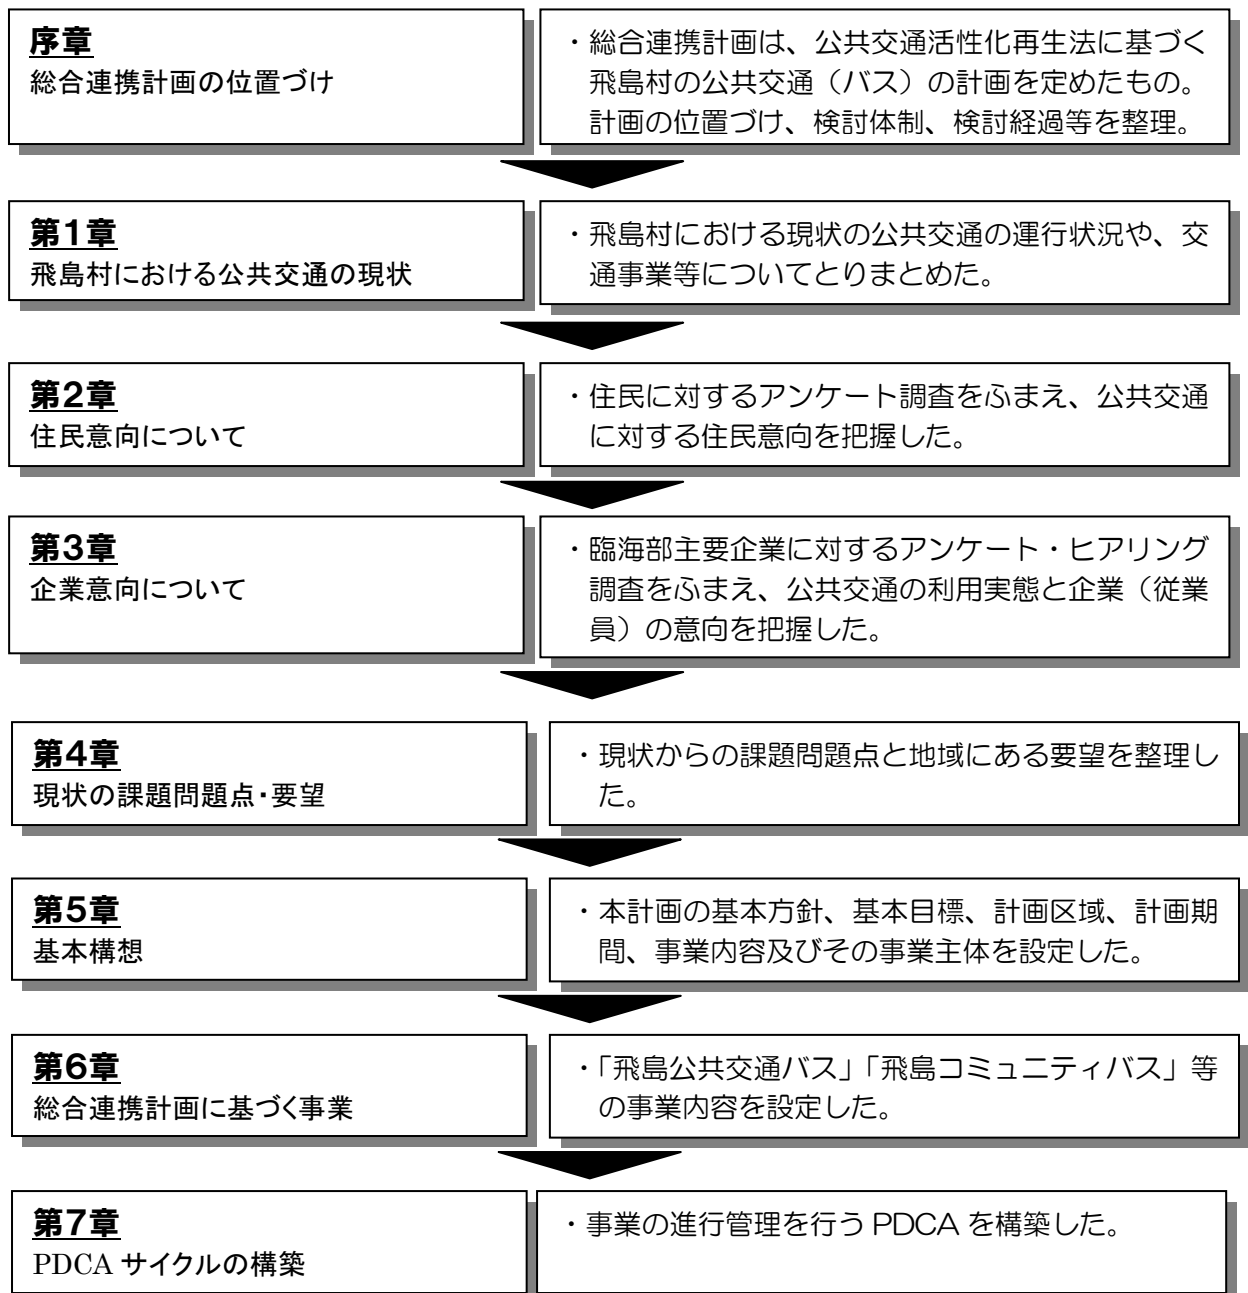 序章
総合連携計画の位置づけ
・総合連携計画は、公共交通活性化再生法に基づく
飛島村の公共交通（バス）の計画を定めたもの。
計画の位置づけ、検討体制、検討経過等を整理。
第1章
飛島村における公共交通の現状
・飛島村における現状の公共交通の運行状況や、交
通事業等についてとりまとめた。
第2章
住民意向について
・住民に対するアンケート調査をふまえ、公共交通
に対する住民意向を把握した。
第3章
企業意向について
・臨海部主要企業に対するアンケート・ヒアリング
調査をふまえ、公共交通の利用実態と企業（従業
員）の意向を把握した。
第4章
現状の課題問題点・要望
・現状からの課題問題点と地域にある要望を整理し
た。
第5章
基本構想
・本計画の基本方針、基本目標、計画区域、計画期
間、事業内容及びその事業主体を設定した。
第6章
総合連携計画に基づく事業
・「飛島公共交通バス」「飛島コミュニティバス」等
の事業内容を設定した。
第7章
PDCA サイクルの構築
・事業の進行管理を行う PDCA を構築した。